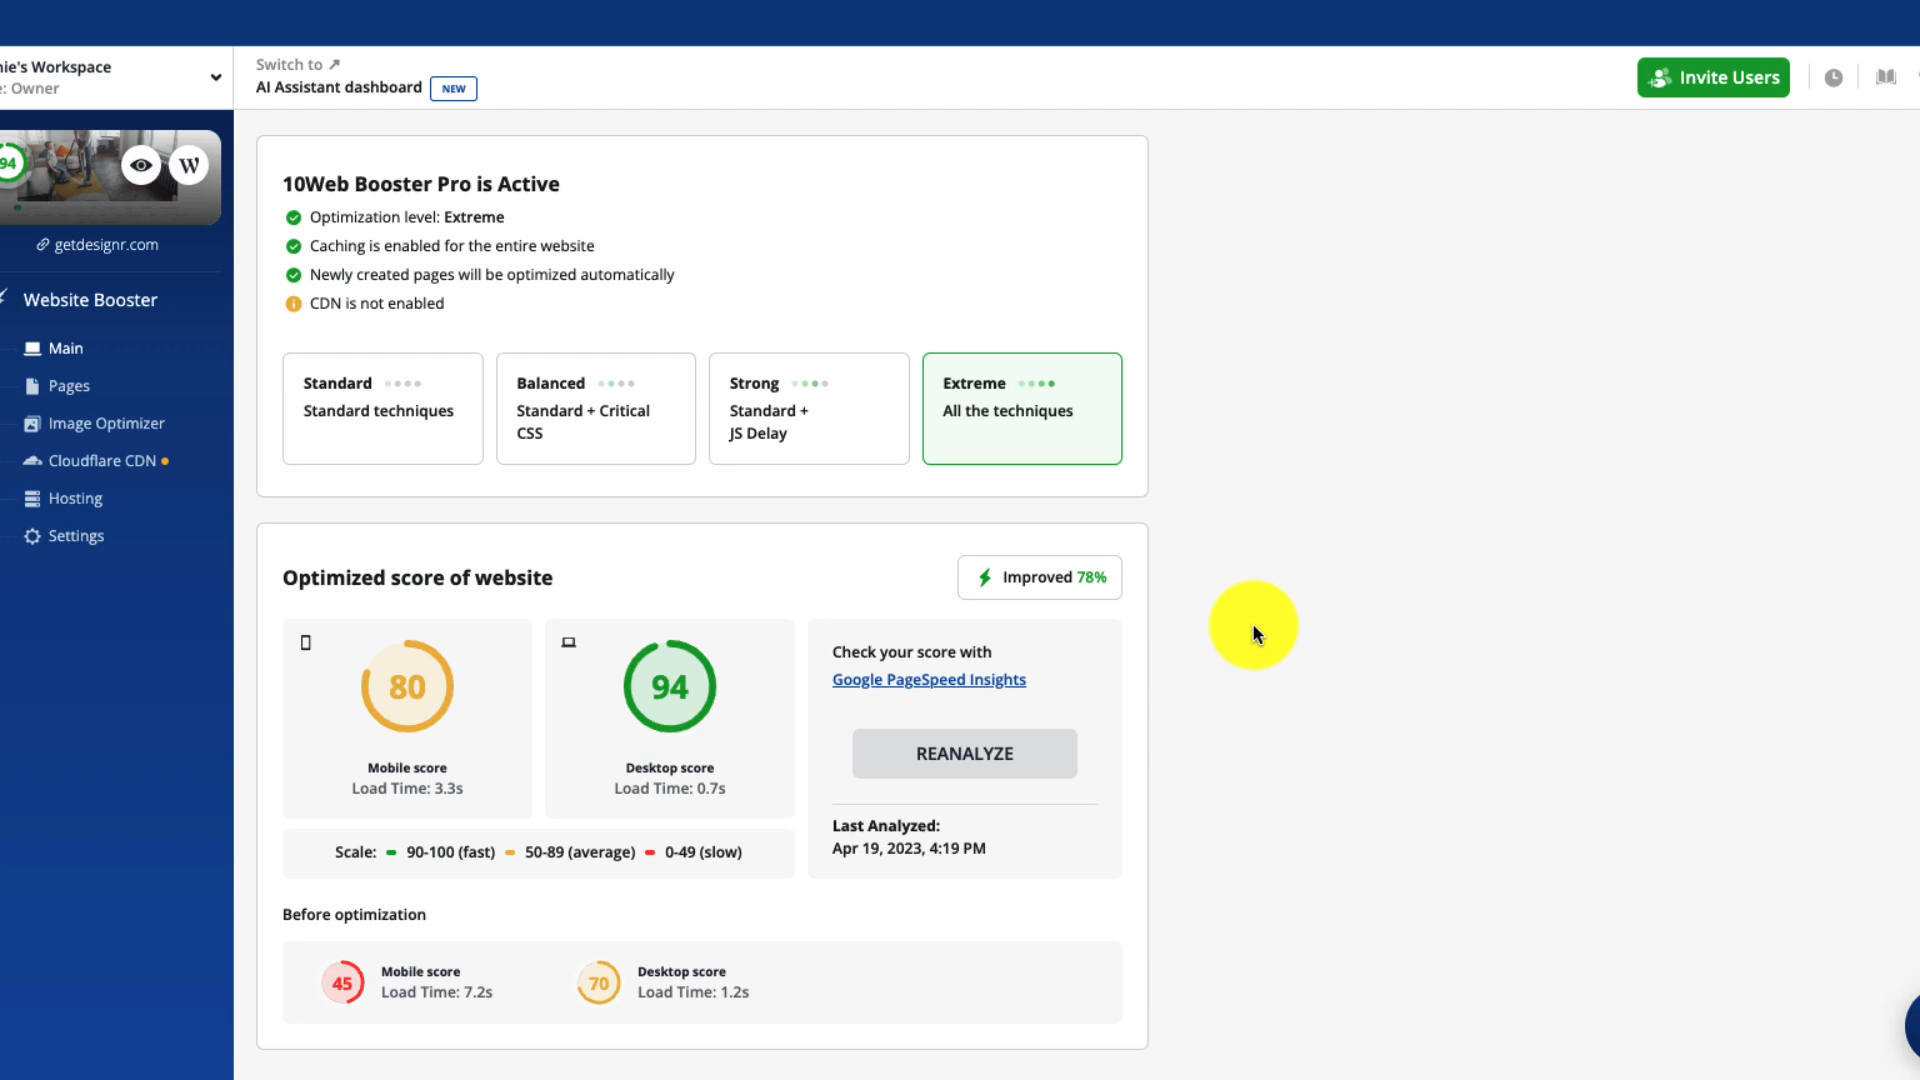 nie's Workspace
e: Owner
Switch to
AI Assistant dashboard NEW
Invite Users
94
W
getdesignr.com
Website Booster
Main
Pages
Image Optimizer
Cloudflare CDN
Hosting
Settings
10Web Booster Pro is Active
Optimization level: Extreme
Caching is enabled for the entire website
Newly created pages will be optimized automatically
CDN is not enabled
Standard
Standard techniques
Balanced
Standard + Critical
CSS
Strong
Standard +
JS Delay
Extreme
All the techniques
Optimized score of website
Improved 78%
80
Mobile score
Load Time: 3.3s
94
Desktop score
Load Time: 0.7s
Check your score with
Google PageSpeed Insights
REANALYZE
Last Analyzed:
Apr 19, 2023, 4:19 PM
Scale: 90-100 (fast) 50-89 (average) 0-49 (slow)
Before optimization
45
Mobile score
Load Time: 7.2s
70
Desktop score
Load Time: 1.2s